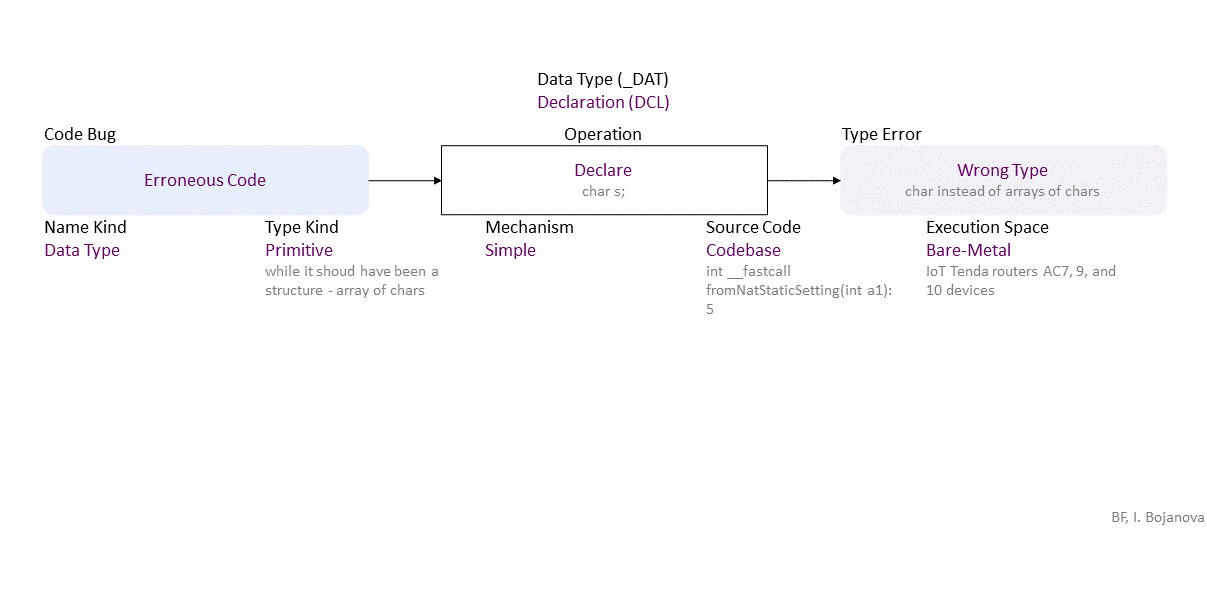 Data Type (_DAT)
Declaration (DCL)
Code Bug
Operation
Type Error
Erroneous Code
Declare
char s;
Wrong Type
char instead of arrays of chars
Name Kind
Data Type
Type Kind
Primitive
while it shoud have been a
structure - array of chars
Mechanism
Simple
Source Code
Codebase
int __fastcall
fromNatStaticSetting(int a1):
5
Execution Space
Bare-Metal
IoT Tenda routers AC7, 9, and
10 devices
BF, I. Bojanova